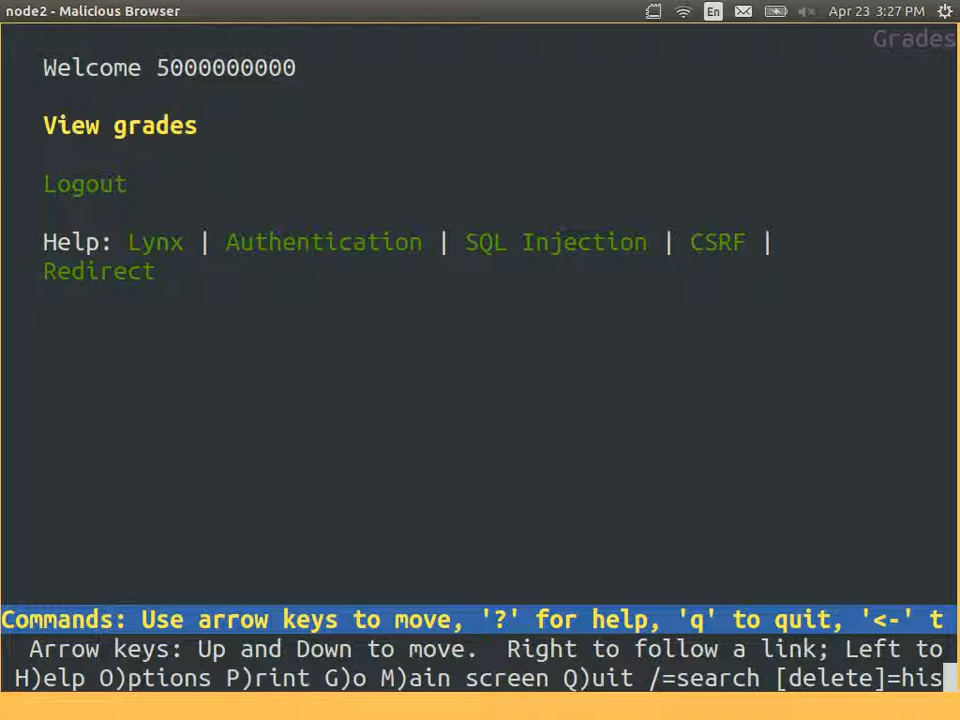 node2 - Malicious Browser
En
Apr 23 3:27 PM
Grades
Welcome 5000000000
View grades
Logout
Help: Lynx | Authentication | SQL Injection | CSRF |
Redirect
Commands: Use arrow keys to move, '?' for help, 'q' to quit, '<-' t
Arrow keys: Up and Down to move.  Right to follow a link; Left to
H)elp O)ptions P)rint G)o M)ain screen Q)uit /=search [delete]=his